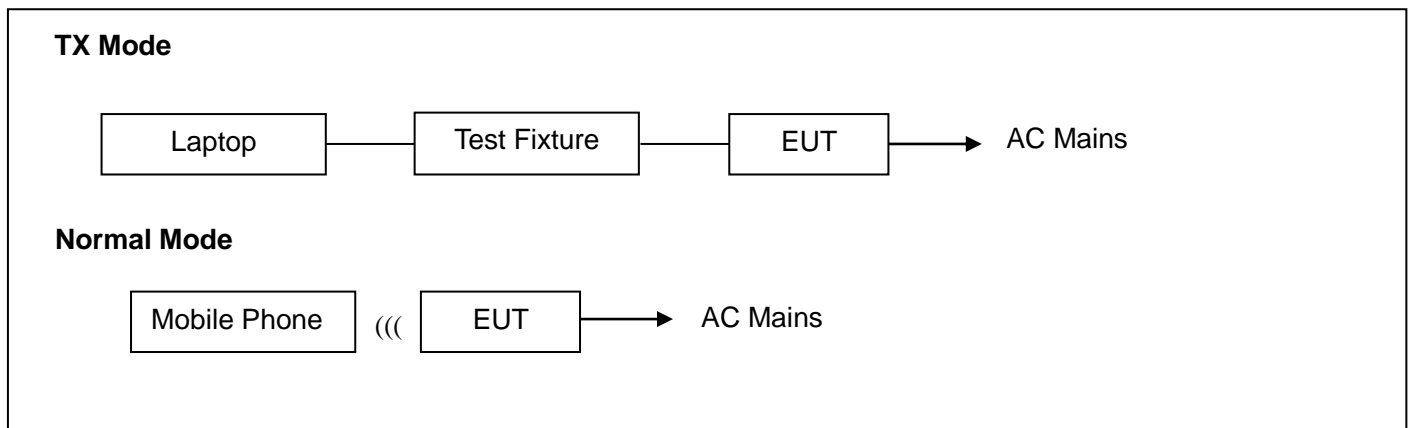 TX Mode
Laptop Test Fixture EUT AC Mains
Normal Mode
Mobile Phone ((( EUT AC Mains